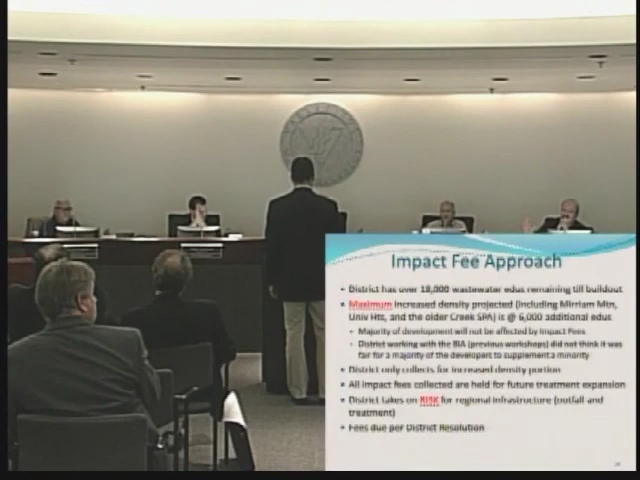 Impact Fee Approach
• District has over 18,000 wastewater edus remaining till buildout
• Maximum increased density projected (including Mirriam Mtn,
Univ Hts, and the older Creek SPA) is @ 6,000 additional edus
• Majority of development will not be affected by Impact Fees
• District working with the BIA (previous workshops) did not think it was
fair for a majority of the developers to supplement a minority
• District only collects for increased density portion
• All impact fees collected are held for future treatment expansion
• District takes on RISK for regional infrastructure (outfall and
treatment)
• Fees due per District Resolution